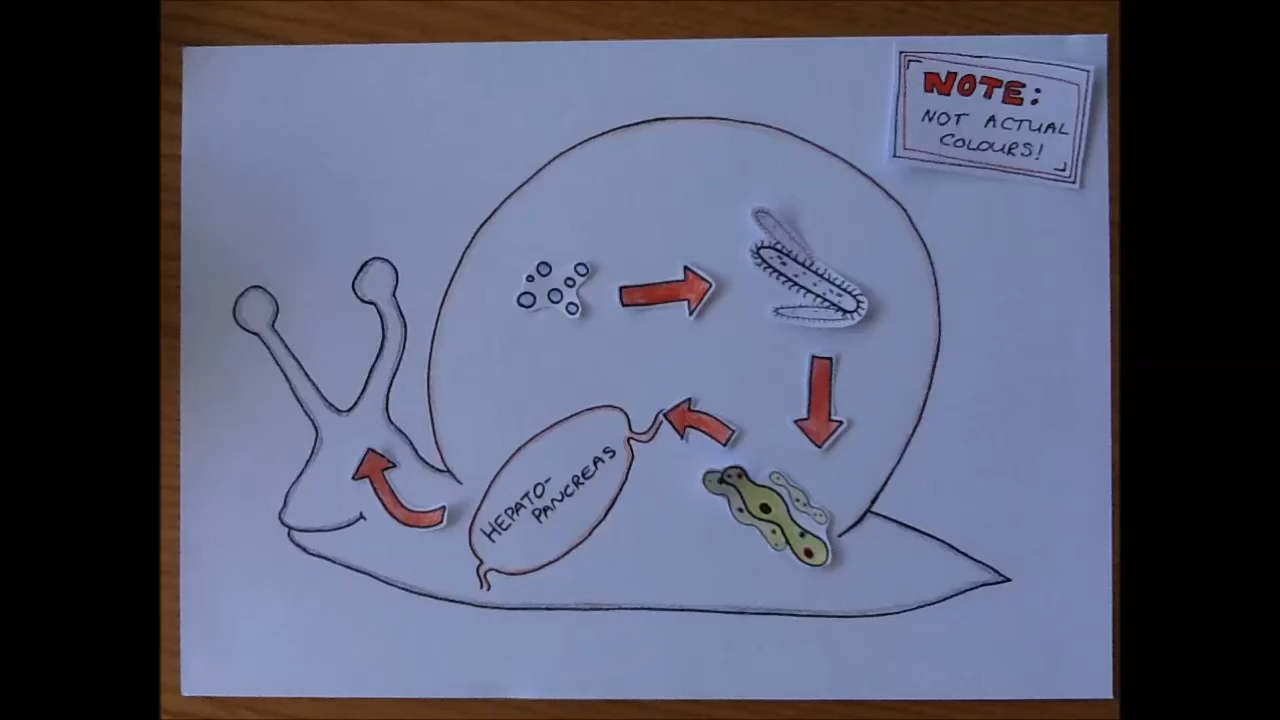 NOTE:
NOT ACTUAL
COLOURS!
HEPATO-
PANCREAS